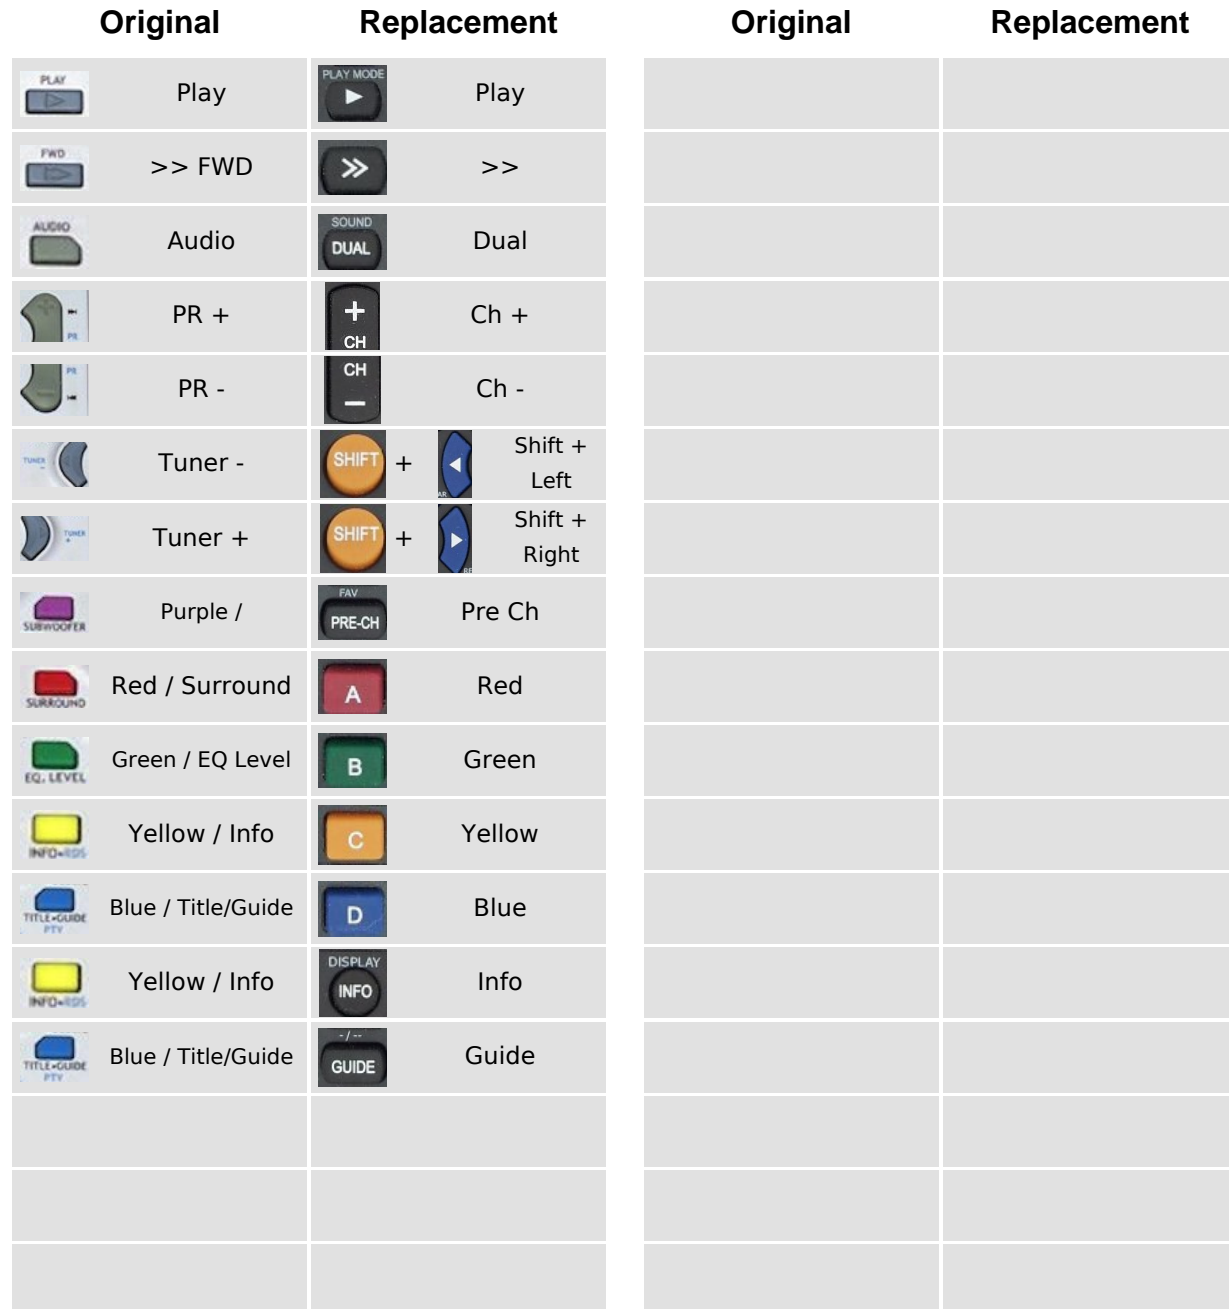 Original Replacement Original Replacement
PLAY Play PLAY MODE Play
FWD >> FWD >>
AUDIO Audio SOUND DUAL Dual
PR PR + + CH Ch +
PR PR - CH − Ch -
TUNER - Tuner - SHIFT + Shift +
Left
TUNER + Tuner + SHIFT + Shift +
Right
SUBWOOFER Purple / FAV PRE-CH Pre Ch
SURROUND Red / Surround A Red
EQ. LEVEL Green / EQ Level B Green
INFO•RDS Yellow / Info C Yellow
TITLE•GUIDE PTY Blue / Title/Guide D Blue
INFO•RDS Yellow / Info DISPLAY INFO Info
TITLE•GUIDE PTY Blue / Title/Guide -/-- GUIDE Guide